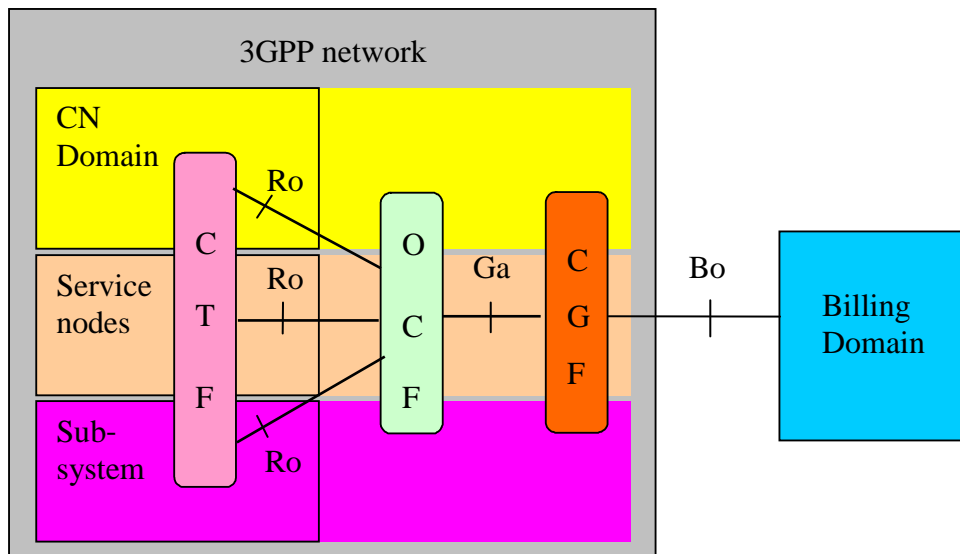 3GPP network
CN
Domain
Ro
C
T
F
O
C
F
Ga
C
G
F
Bo
Service
nodes
Ro
Billing
Domain
Sub-
system
Ro